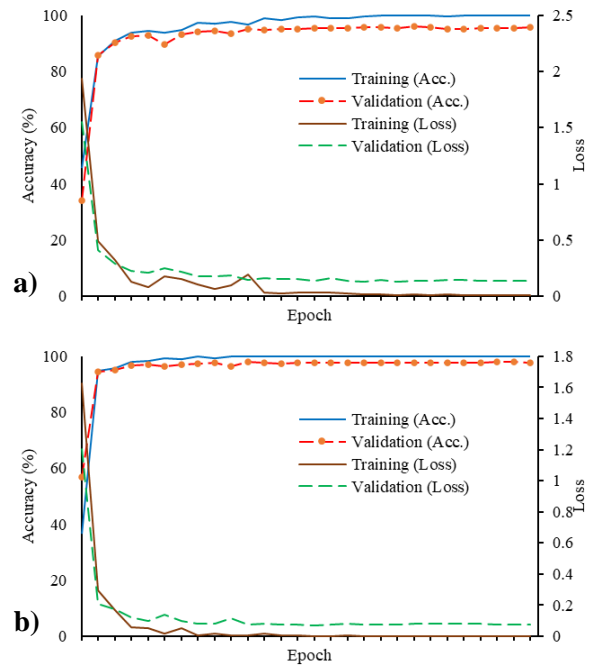 100
80
60
40
20
0
Accuracy (%)
2.5
2
1.5
1
0.5
0
Loss
Training (Acc.)
Validation (Acc.)
Training (Loss)
Validation (Loss)
Epoch
a)
100
80
60
40
20
0
Accuracy (%)
1.8
1.6
1.4
1.2
1
0.8
0.6
0.4
0.2
0
Loss
Training (Acc.)
Validation (Acc.)
Training (Loss)
Validation (Loss)
Epoch
b)